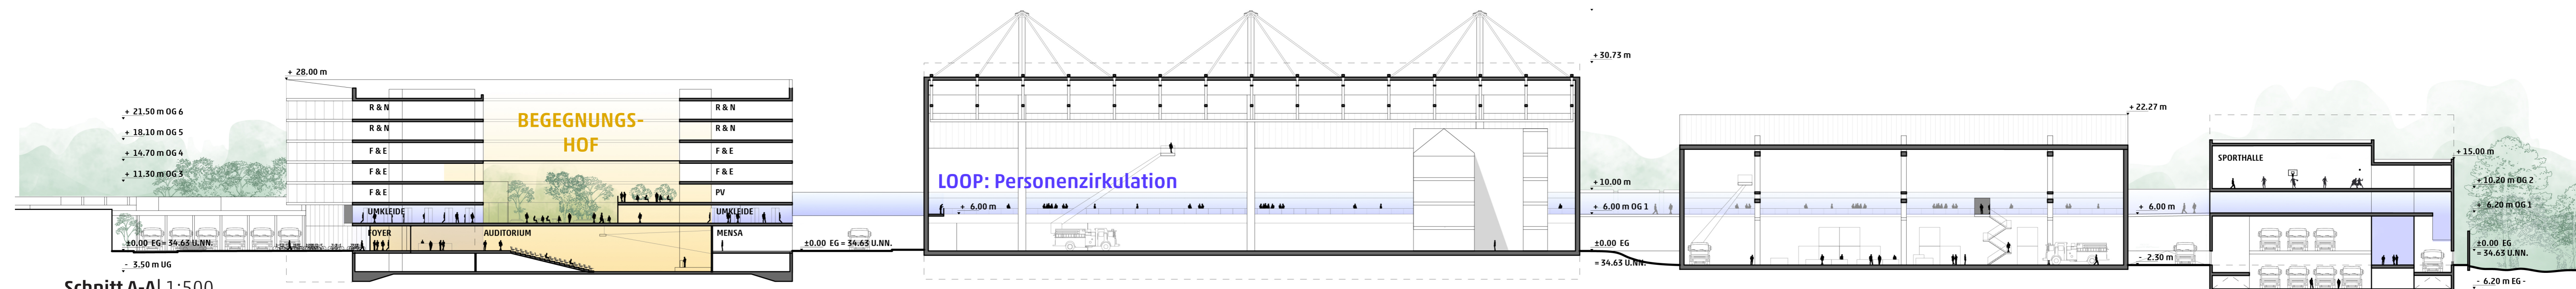 + 28.00 m
+ 21.50 m OG 6
+ 18.10 m OG 5
+ 14.70 m OG 4
+ 11.30 m OG 3
±0.00 EG= 34.63 Ü.NN.
- 3.50 m UG
Schnitt A-A| 1:500
R & N
R & N
F & E
F & E
F & E
UMKLEIDE
FOYER
AUDITORIUM
BEGEGNUNGS-
HOF
R & N
R & N
F & E
F & E
PV
UMKLEIDE
MENSA
±0.00 EG = 34.63 Ü.NN.
LOOP: Personenzirkulation
+ 6.00 m
+ 30.73 m
+ 10.00 m
+ 6.00 m OG 1
±0.00 EG
= 34.63 Ü.NN.
+ 22.27 m
+ 6.00 m
- 2.30 m
SPORTHALLE
+ 15.00 m
+ 10.20 m OG 2
+ 6.20 m OG 1
±0.00 EG
= 34.63 Ü.NN.
- 6.20 m EG -